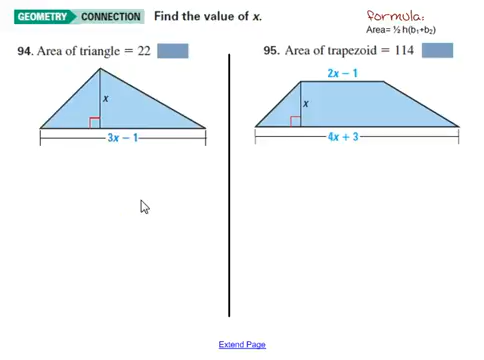 GEOMETRY CONNECTION Find the value of x.
formula:
Area= ½ h(b₁+b₂)
94. Area of triangle = 22
x
3x − 1
95. Area of trapezoid = 114
2x − 1
x
4x + 3
Extend Page